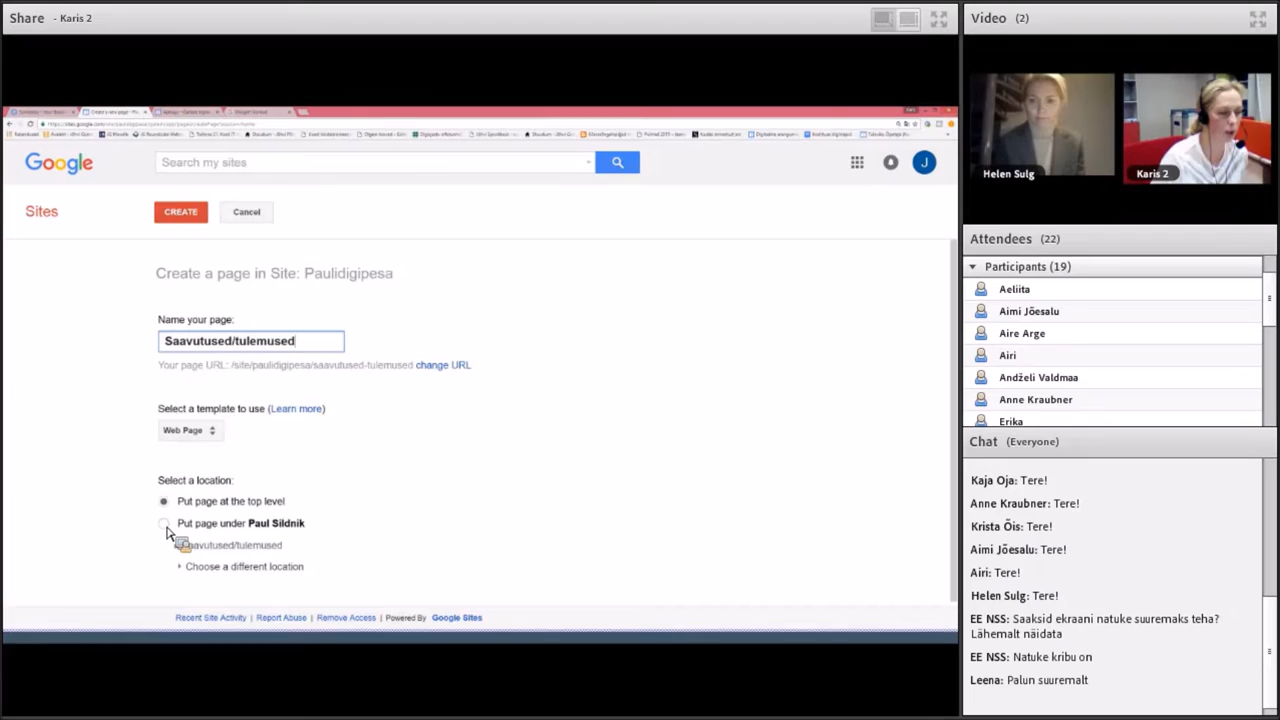 Share - Karis 2
Video (2)
Helen Sulg
Karis 2
Google
Search my sites
J
Sites
CREATE
Cancel
Create a page in Site: Paulidigipesa
Name your page:
Saavutused/tulemused
Your page URL: /site/paulidigipesa/saavutused-tulemused change URL
Select a template to use (Learn more)
Web Page
Select a location:
Put page at the top level
Put page under Paul Sildnik
aavutused/tulemused
Choose a different location
Recent Site Activity | Report Abuse | Remove Access | Powered By Google Sites
Attendees (22)
Participants (19)
Aeliita
Aimi Jõesalu
Aire Arge
Airi
Andželi Valdmaa
Anne Kraubner
Erika
Chat (Everyone)
Kaja Oja: Tere!
Anne Kraubner: Tere!
Krista Õis: Tere!
Aimi Jõesalu: Tere!
Airi: Tere!
Helen Sulg: Tere!
EE NSS: Saaksid ekraani natuke suuremaks teha?
Lähemalt näidata
EE NSS: Natuke kribu on
Leena: Palun suuremalt